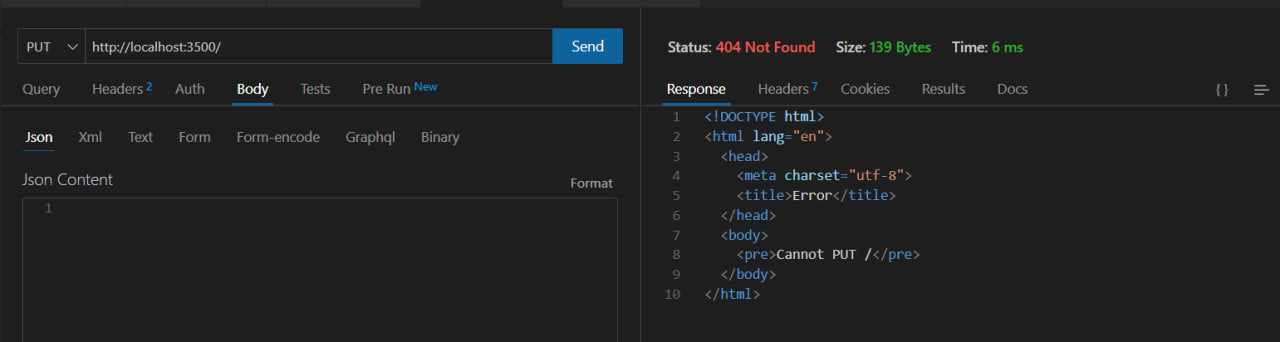 PUT http://localhost:3500/ Send
Query Headers 2 Auth Body Tests Pre Run New
Json Xml Text Form Form-encode Graphql Binary
Json Content Format
1
Status: 404 Not Found Size: 139 Bytes Time: 6 ms
Response Headers 7 Cookies Results Docs { }
1 <!DOCTYPE html>
2 <html lang="en">
3 <head>
4 <meta charset="utf-8">
5 <title>Error</title>
6 </head>
7 <body>
8 <pre>Cannot PUT /</pre>
9 </body>
10 </html>